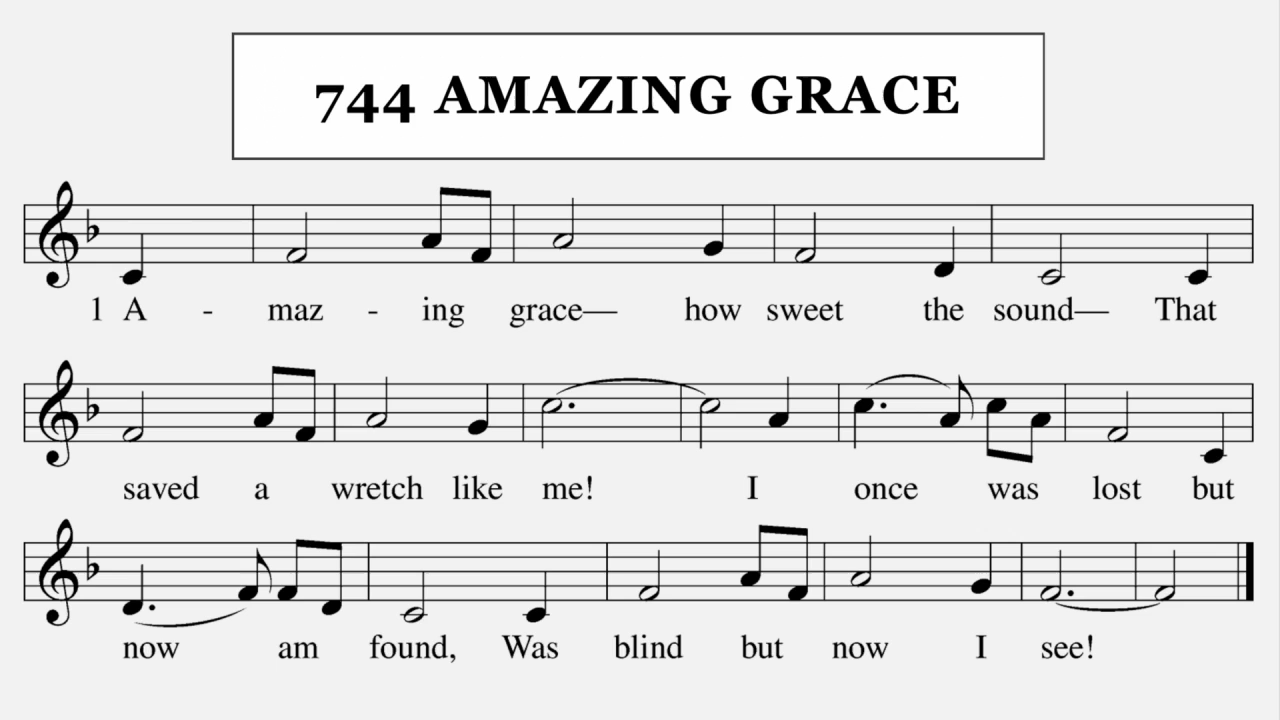 744 AMAZING GRACE
1 A - maz - ing grace— how sweet the sound— That
saved a wretch like me! I once was lost but
now am found, Was blind but now I see!